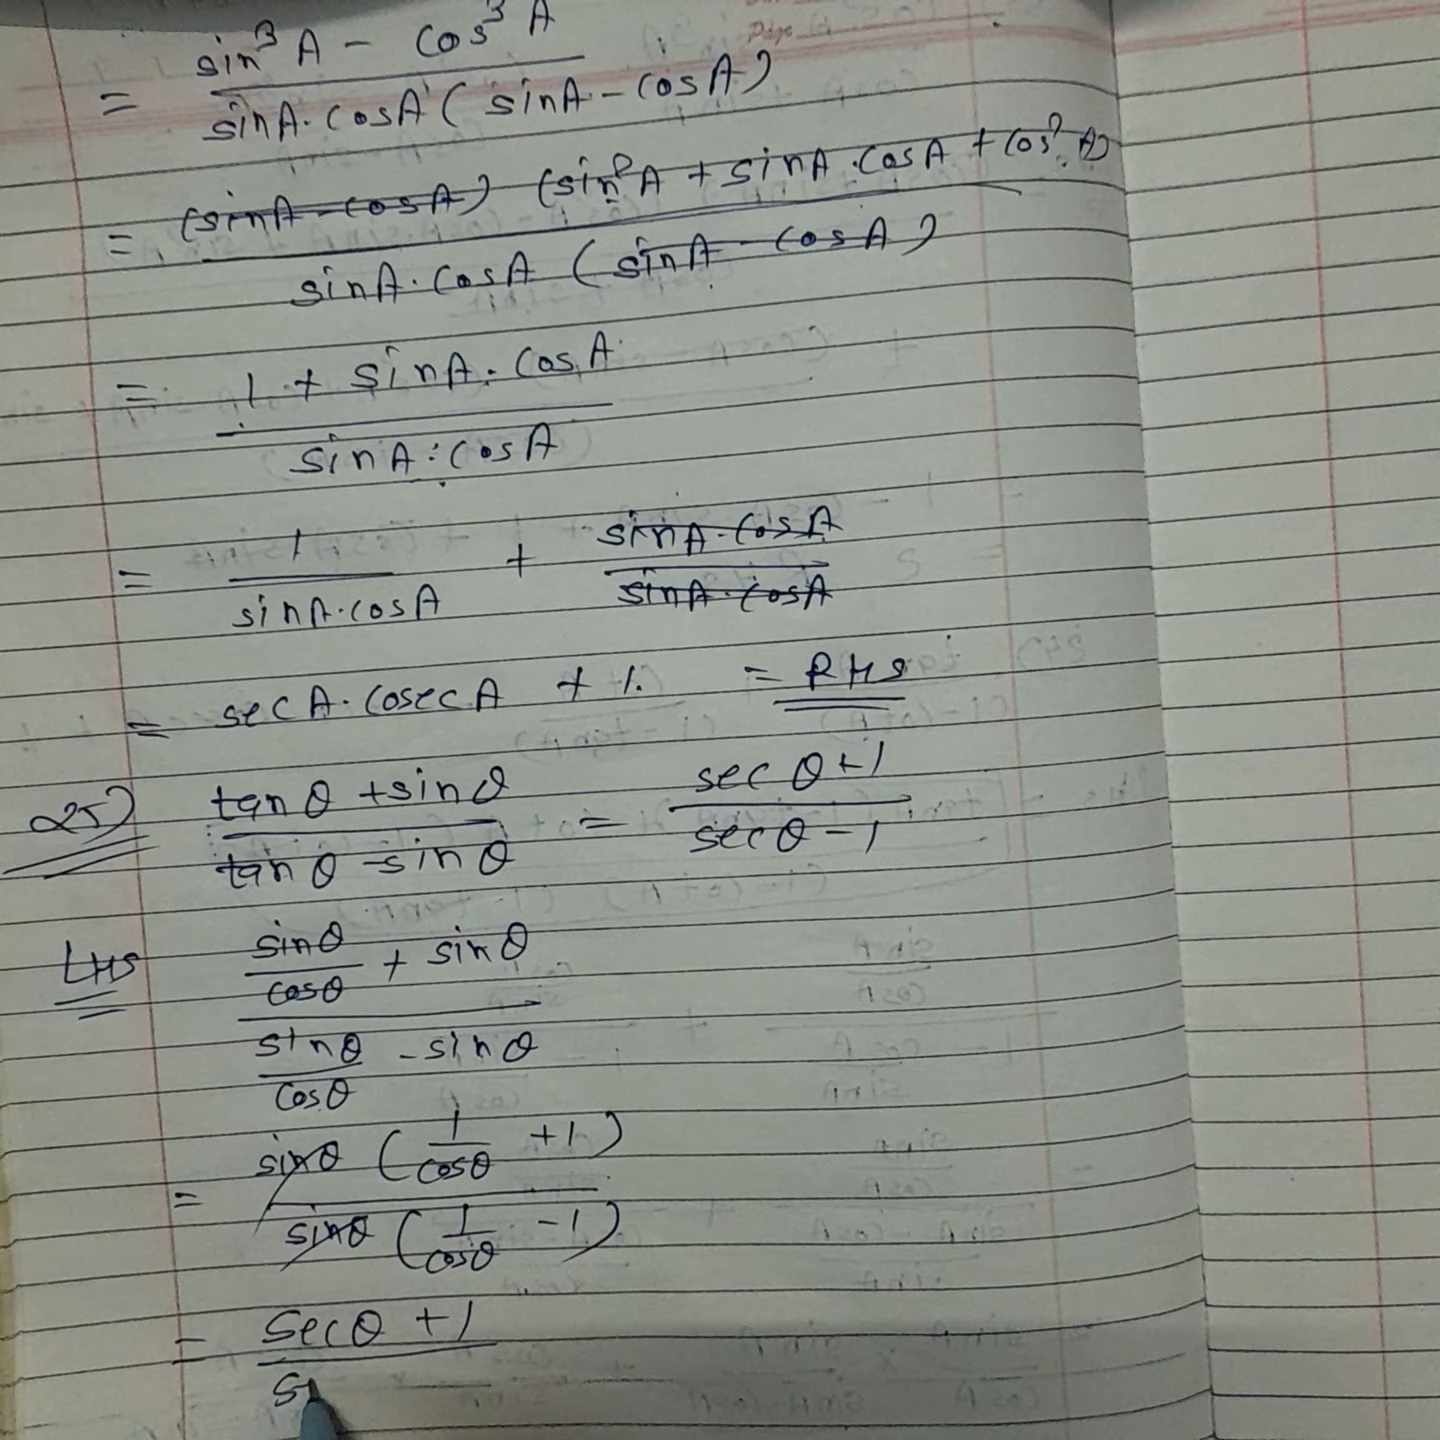 = sin³A - cos³A / sinA·cosA (sinA - cosA)
= (sinA - cosA) (sin²A + sinA·cosA + cos²A) / sinA·cosA (sinA - cosA)
= 1 + sinA·cosA / sinA·cosA
= 1 / sinA·cosA + sinA·cosA / sinA·cosA
= secA·cosecA + 1. = RHS
25) tanθ + sinθ / tanθ - sinθ = secθ + 1 / secθ - 1
LHS sinθ/cosθ + sinθ / sinθ/cosθ - sinθ
= sinθ (1/cosθ + 1) / sinθ (1/cosθ - 1)
= secθ + 1 / s